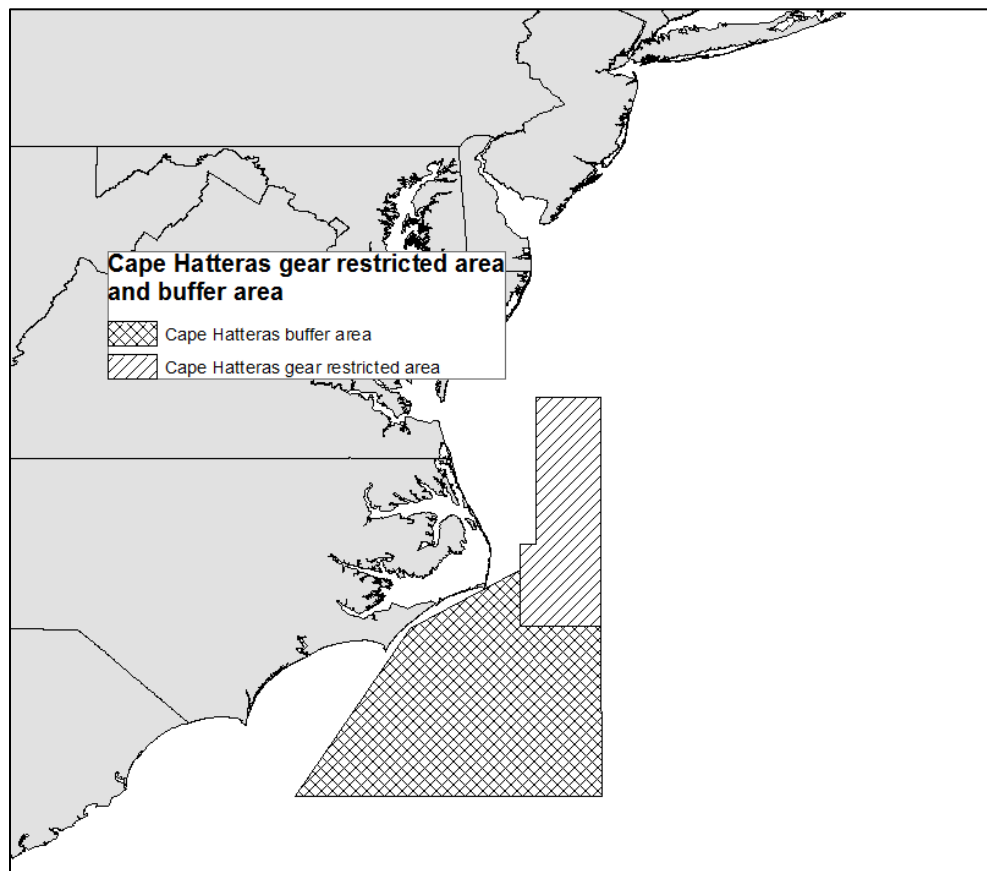 Cape Hatteras gear restricted area
and buffer area
Cape Hatteras buffer area
Cape Hatteras gear restricted area